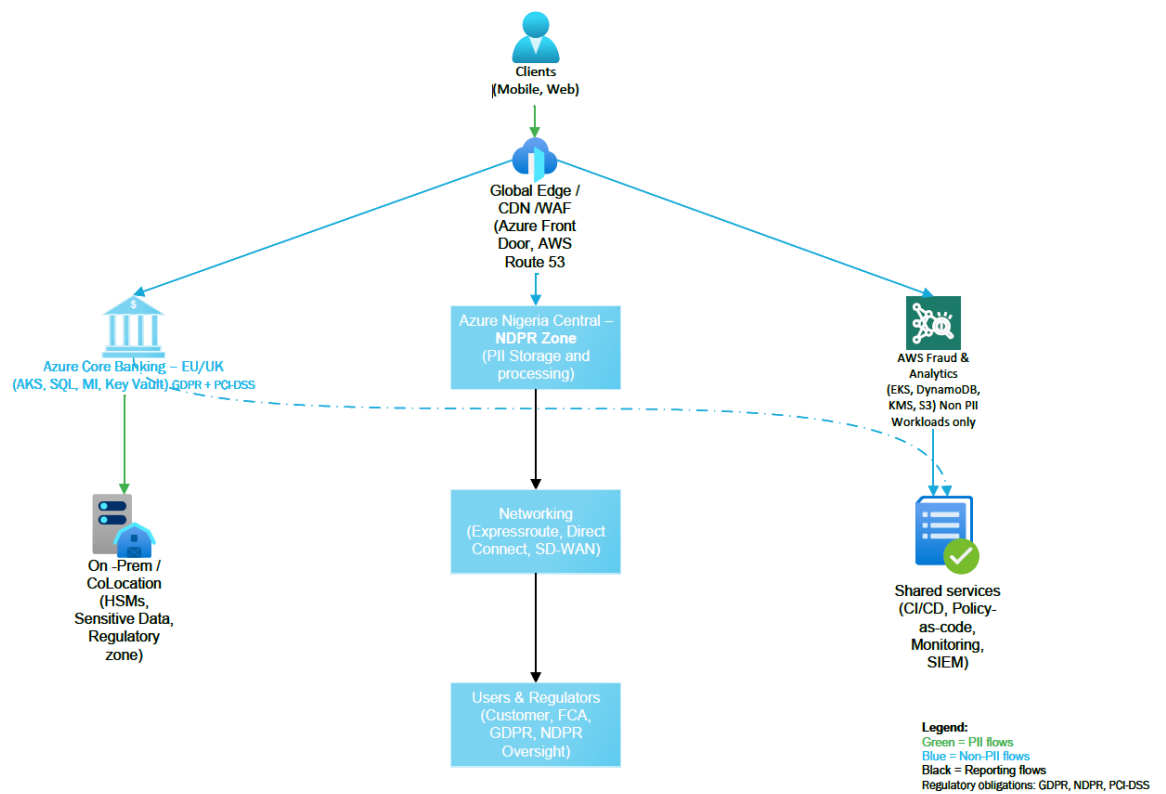 Clients
(Mobile, Web)
Global Edge /
CDN /WAF
(Azure Front
Door, AWS
Route 53
$
Azure Core Banking – EU/UK
(AKS, SQL, MI, Key Vault) GDPR + PCI-DSS
Azure Nigeria Central –
NDPR Zone
(PII Storage and
processing)
AWS Fraud &
Analytics
(EKS, DynamoDB,
KMS, S3) Non PII
Workloads only
On -Prem /
CoLocation
(HSMs,
Sensitive Data,
Regulatory
zone)
Networking
(Expressroute, Direct
Connect, SD-WAN)
Shared services
(CI/CD, Policy-
as-code,
Monitoring,
SIEM)
Users & Regulators
(Customer, FCA,
GDPR, NDPR
Oversight)
Legend:
Green = PII flows
Blue = Non-PII flows
Black = Reporting flows
Regulatory obligations: GDPR, NDPR, PCI-DSS